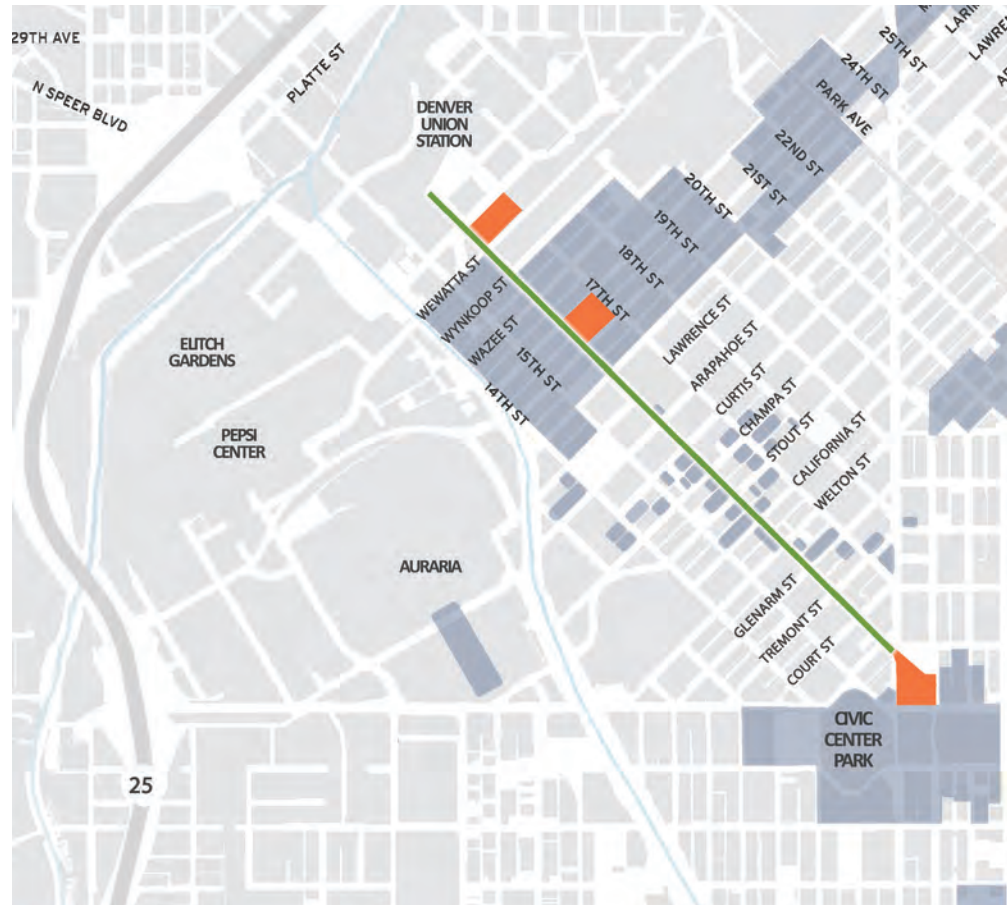 29TH AVE
N SPEER BLVD
PLATTE ST
DENVER
UNION
STATION
25TH ST
24TH ST
PARK AVE
22ND ST
21ST ST
20TH ST
19TH ST
18TH ST
17TH ST
WEWATTA ST
WYNKOOP ST
WAZEE ST
15TH ST
14TH ST
LAWRENCE ST
ARAPAHOE ST
CURTIS ST
CHAMPA ST
STOUT ST
CALIFORNIA ST
WELTON ST
ELITCH
GARDENS
PEPSI
CENTER
AURARIA
GLENARM ST
TREMONT ST
COURT ST
CIVIC
CENTER
PARK
25